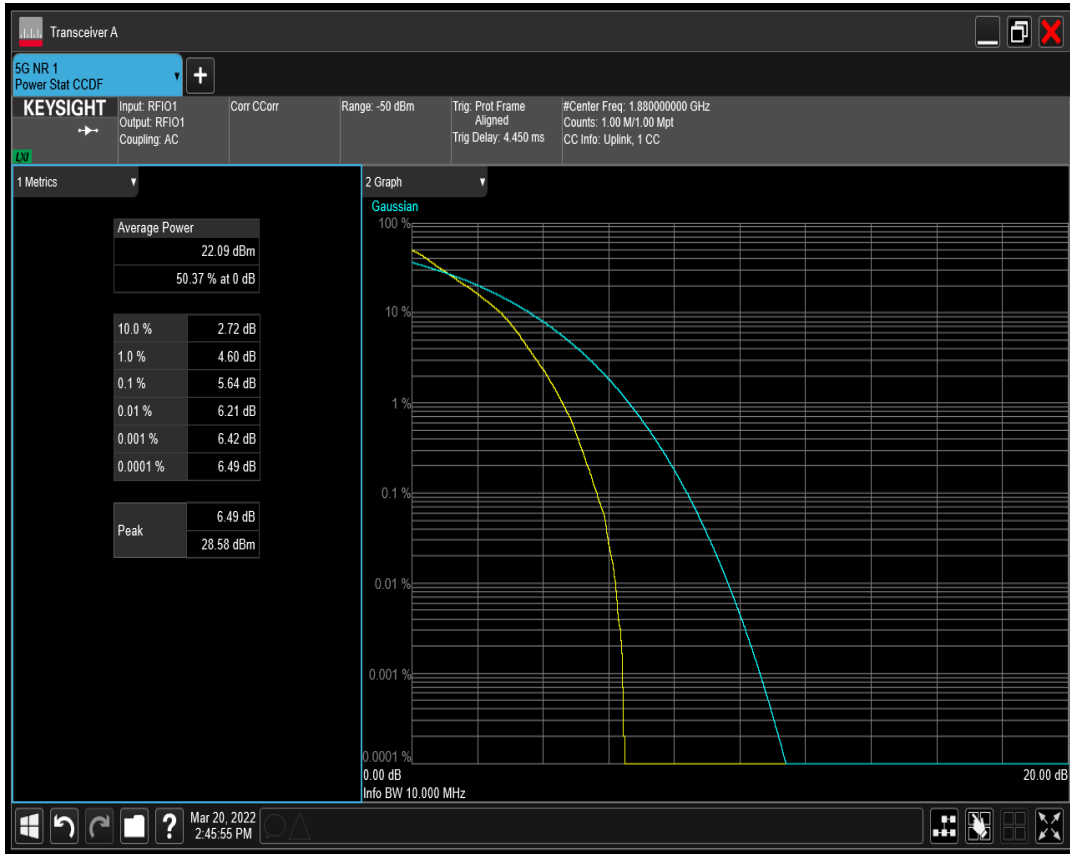 Transceiver A
5G NR 1
Power Stat CCDF
+
KEYSIGHT
LXI
Input: RFIO1
Output: RFIO1
Coupling: AC
Corr CCorr
Range: -50 dBm
Trig: Prot Frame
Aligned
Trig Delay: 4.450 ms
#Center Freq: 1.880000000 GHz
Counts: 1.00 M/1.00 Mpt
CC Info: Uplink, 1 CC
1 Metrics
Average Power
22.09 dBm
50.37 % at 0 dB
10.0 % 2.72 dB
1.0 % 4.60 dB
0.1 % 5.64 dB
0.01 % 6.21 dB
0.001 % 6.42 dB
0.0001 % 6.49 dB
Peak 6.49 dB
28.58 dBm
2 Graph
Gaussian
100 %
10 %
1 %
0.1 %
0.01 %
0.001 %
0.0001 %
0.00 dB 20.00 dB
Info BW 10.000 MHz
?
Mar 20, 2022
2:45:55 PM